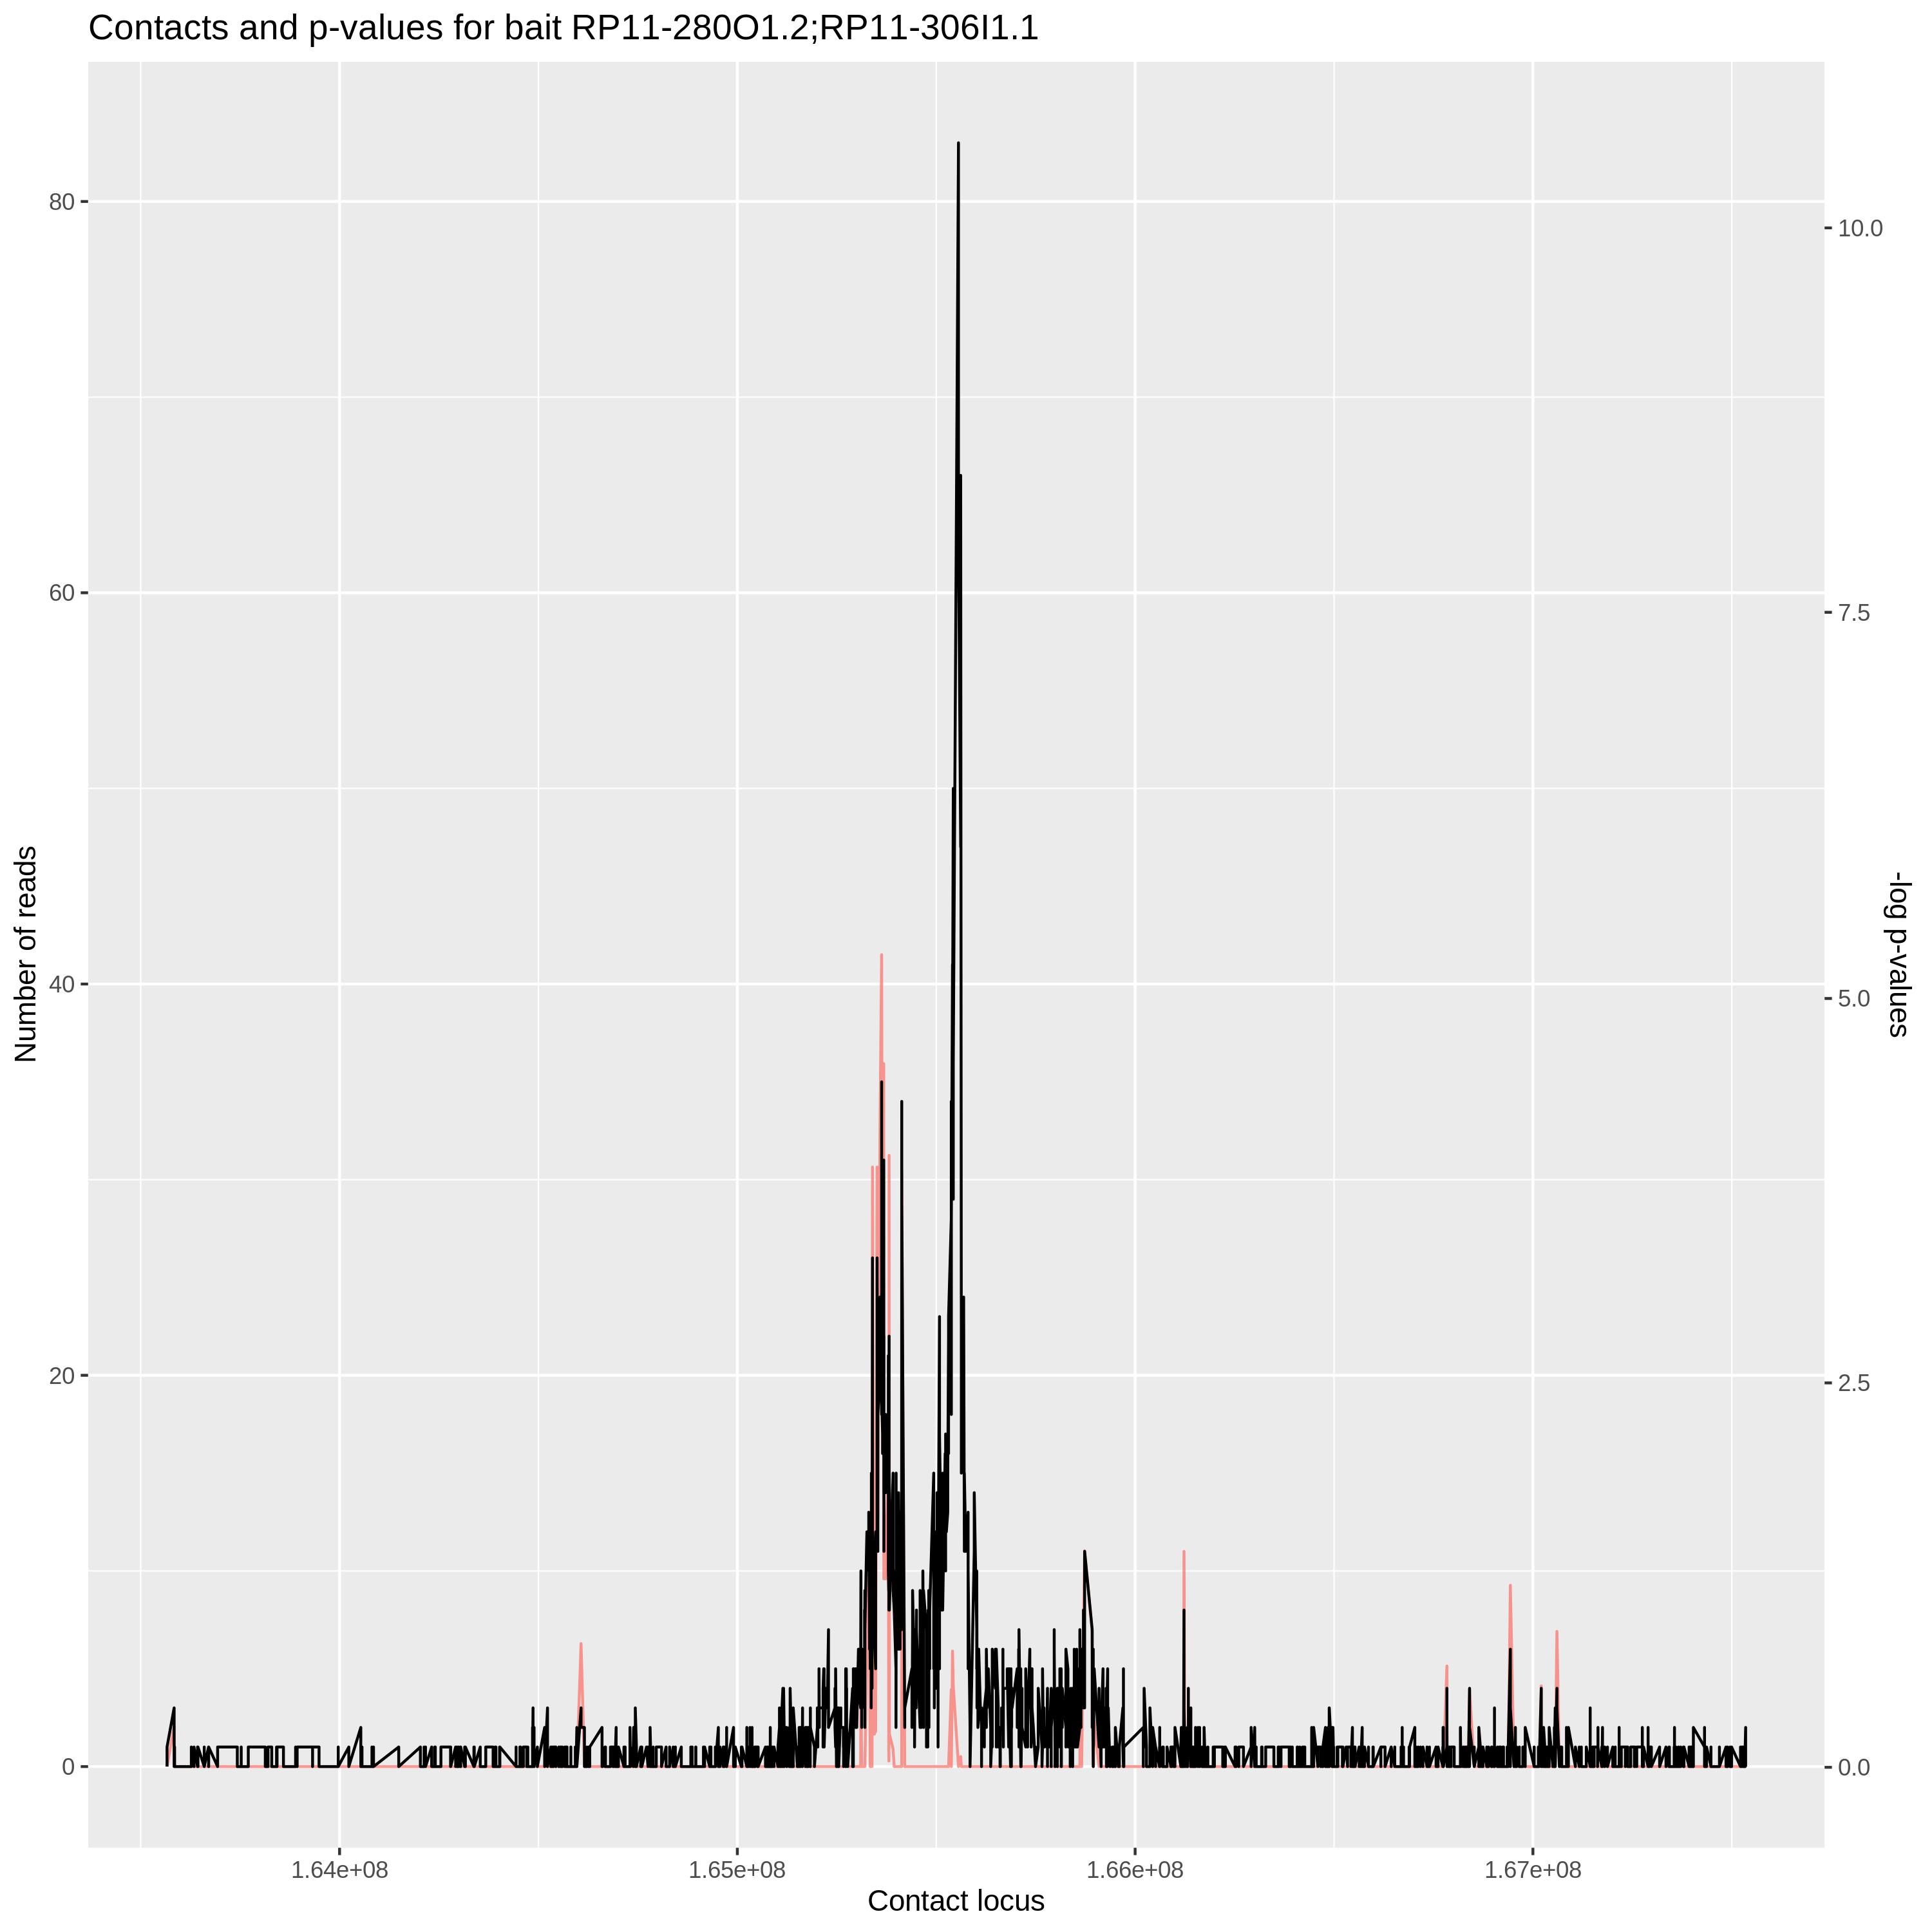 Contacts and p-values for bait RP11-280O1.2;RP11-306I1.1
80
60
40
20
0
Number of reads
10.0
7.5
5.0
2.5
0.0
-log p-values
1.64e+08
1.65e+08
1.66e+08
1.67e+08
Contact locus